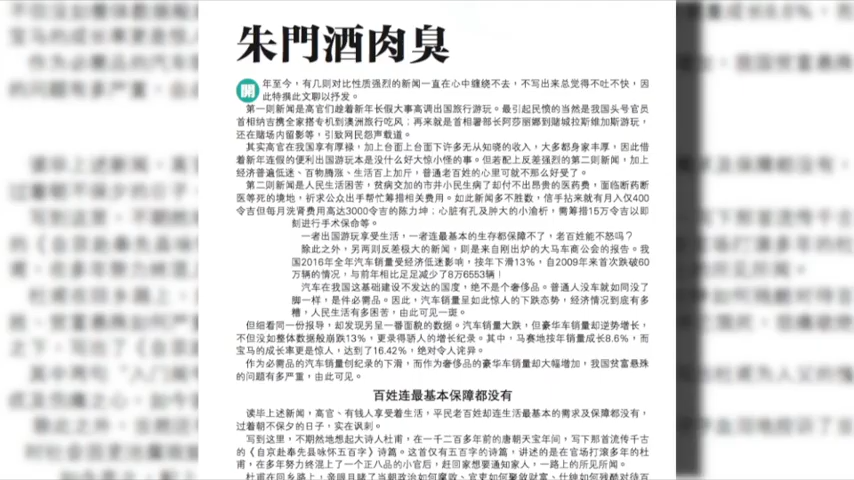 朱門酒肉臭
開年至今，有几则对比性质强烈的新闻一直在心中缠绕不去，不写出来总觉得不吐不快，因
此特撰此文聊以抒发。
第一则新闻是高官们趁着新年长假大事高调出国旅行游玩。最引起民愤的当然是我国头号官员
首相纳吉携全家搭专机到澳洲旅行吃风；再来就是首相署部长阿莎丽娜到赌城拉斯维加斯游玩，
还在赌场内留影等，引致网民怨声载道。
其实高官在我国享有厚禄，加上台面上台面下许多无从知晓的收入，大多都身家丰厚，因此借
着新年连假的便利出国游玩本是没什么好大惊小怪的事。但若配上反差强烈的第二则新闻，加上
经济普遍低迷、百物腾涨、生活百上加斤，普通老百姓的心里可就不那么好受了。
第二则新闻是人民生活困苦，贫病交加的市井小民生病了却付不出昂贵的医药费，面临断药断
医等死的境地，祈求公众出手帮忙筹措相关费用。如此新闻多不胜数，信手拈来就有月入仅400
令吉但每月洗肾费用高达3000令吉的陈力坤；心脏有孔及肿大的小渝析，需筹措15万令吉以即
刻进行手术保命等。
一者出国游玩享受生活，一者连最基本的生存都保障不了，老百姓能不怒吗？
除此之外，另两则反差极大的新闻，则是来自刚出炉的大马车商公会的报告。我
国2016年全年汽车销量受经济低迷影响，按年下滑13%，自2009年来首次跌破60
万辆的情况，与前年相比足足减少了8万6553辆！
汽车在我国这基础建设不发达的国度，绝不是个奢侈品。普通人没车就如同没了
脚一样，是件必需品。因此，汽车销量呈如此惊人的下跌态势，经济情况到底有多
糟，人民生活有多困苦，由此可见一斑。
但细看同一份报导，却发现另呈一番面貌的数据。汽车销量大跌，但豪华车销量却逆势增长，
不但没如整体数据般崩跌13%，更录得骄人的增长纪录。其中，马赛地按年销量成长8.6%，而
宝马的成长率更是惊人，达到了16.42%，绝对令人诧异。
作为必需品的汽车销量创纪录的下滑，而作为奢侈品的豪华车销量却大幅增加，我国贫富悬殊
的问题有多严重，由此可见。
百姓连最基本保障都没有
读毕上述新闻，高官、有钱人享受着生活，平民老百姓却连生活最基本的需求及保障都没有，
过着朝不保夕的日子，实在讽刺。
写到这里，不期然地想起大诗人杜甫，在一千二百多年前的唐朝天宝年间，写下那首流传千古
的《自京赴奉先县咏怀五百字》诗篇。这首仅有五百字的诗篇，讲述的是在官场打滚多年的杜
甫，在多年努力终混上了一个正八品的小官后，赶回家想要通知家人，一路上的所见所闻。
杜甫在回乡路上，亲眼目睹了当朝政治如何腐败、官吏如何聚敛财富、仕绅如何残酷对待百